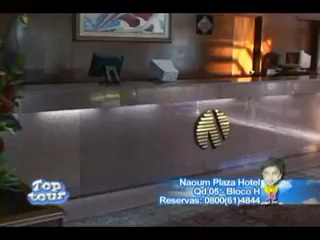 Naoum Plaza Hotel
Qd 05 - Bloco H
Reservas: 0800(61)4844
Top
tour